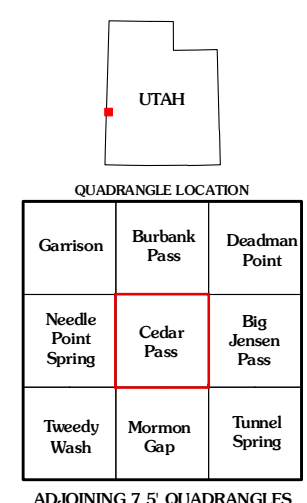 UTAH
QUADRANGLE LOCATION
Garrison
Burbank
Pass
Deadman
Point
Needle
Point
Spring
Cedar
Pass
Big
Jensen
Pass
Tweedy
Wash
Mormon
Gap
Tunnel
Spring
ADJOINING 7.5' QUADRANGLES